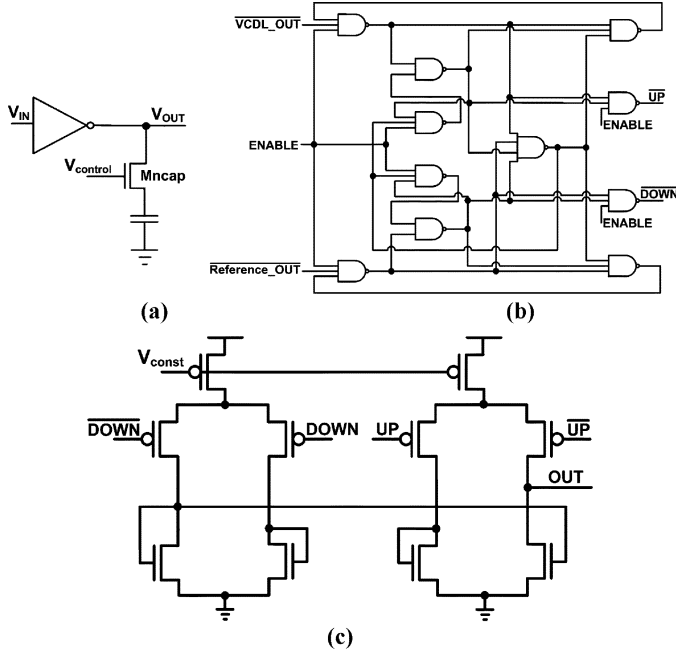 VCDL_OUT
VIN
VOUT
Vcontrol
Mncap
ENABLE
UP
ENABLE
DOWN
ENABLE
Reference_OUT
(a)
(b)
Vconst
DOWN
DOWN
UP
UP
OUT
(c)